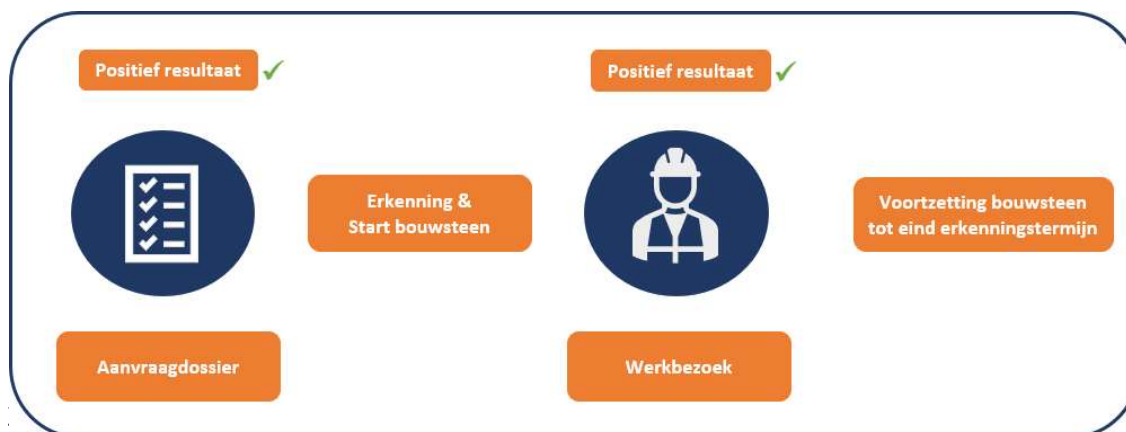 Positief resultaat
Positief resultaat
Erkenning &
Start bouwsteen
Voortzetting bouwsteen
tot eind erkenningstermijn
Aanvraagdossier
Werkbezoek